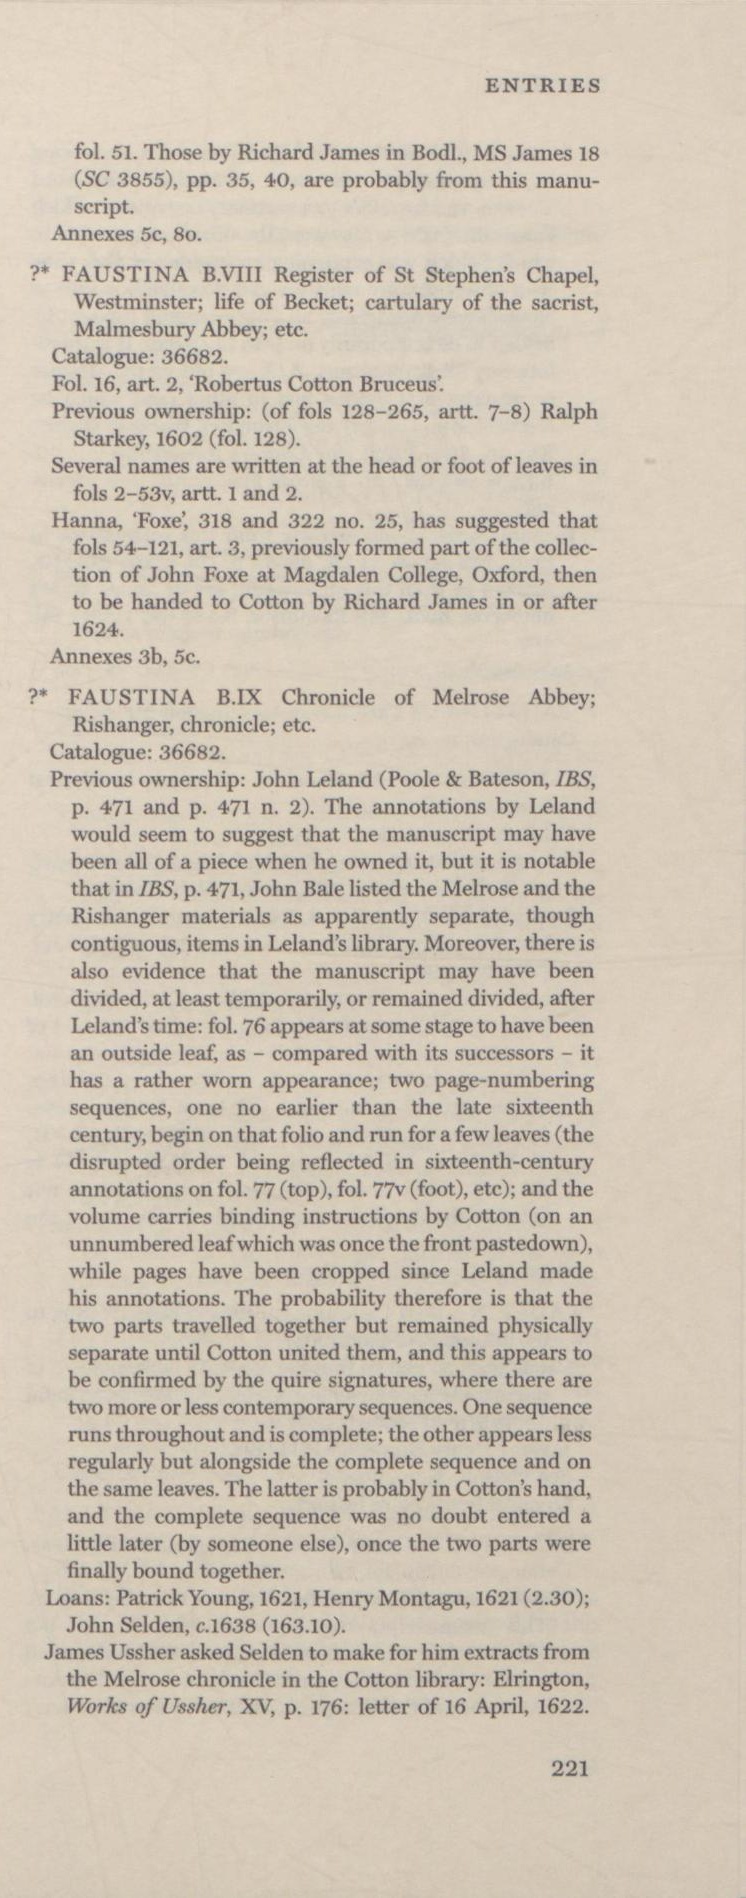 ENTRIES
fol. 51. Those by Richard James in Bodl., MS James 18
(SC 3855), pp. 35, 40, are probably from this manu-
script.
Annexes 5c, 8o.
?* FAUSTINA B.VIII Register of St Stephen's Chapel,
Westminster; life of Becket; cartulary of the sacrist,
Malmesbury Abbey; etc.
Catalogue: 36682.
Fol. 16, art. 2, 'Robertus Cotton Bruceus'.
Previous ownership: (of fols 128–265, artt. 7–8) Ralph
Starkey, 1602 (fol. 128).
Several names are written at the head or foot of leaves in
fols 2–53v, artt. 1 and 2.
Hanna, 'Foxe', 318 and 322 no. 25, has suggested that
fols 54–121, art. 3, previously formed part of the collec-
tion of John Foxe at Magdalen College, Oxford, then
to be handed to Cotton by Richard James in or after
1624.
Annexes 3b, 5c.
?* FAUSTINA B.IX Chronicle of Melrose Abbey;
Rishanger, chronicle; etc.
Catalogue: 36682.
Previous ownership: John Leland (Poole & Bateson, IBS,
p. 471 and p. 471 n. 2). The annotations by Leland
would seem to suggest that the manuscript may have
been all of a piece when he owned it, but it is notable
that in IBS, p. 471, John Bale listed the Melrose and the
Rishanger materials as apparently separate, though
contiguous, items in Leland's library. Moreover, there is
also evidence that the manuscript may have been
divided, at least temporarily, or remained divided, after
Leland's time: fol. 76 appears at some stage to have been
an outside leaf, as – compared with its successors – it
has a rather worn appearance; two page-numbering
sequences, one no earlier than the late sixteenth
century, begin on that folio and run for a few leaves (the
disrupted order being reflected in sixteenth-century
annotations on fol. 77 (top), fol. 77v (foot), etc); and the
volume carries binding instructions by Cotton (on an
unnumbered leaf which was once the front pastedown),
while pages have been cropped since Leland made
his annotations. The probability therefore is that the
two parts travelled together but remained physically
separate until Cotton united them, and this appears to
be confirmed by the quire signatures, where there are
two more or less contemporary sequences. One sequence
runs throughout and is complete; the other appears less
regularly but alongside the complete sequence and on
the same leaves. The latter is probably in Cotton's hand,
and the complete sequence was no doubt entered a
little later (by someone else), once the two parts were
finally bound together.
Loans: Patrick Young, 1621, Henry Montagu, 1621 (2.30);
John Selden, c.1638 (163.10).
James Ussher asked Selden to make for him extracts from
the Melrose chronicle in the Cotton library: Elrington,
Works of Ussher, XV, p. 176: letter of 16 April, 1622.
221